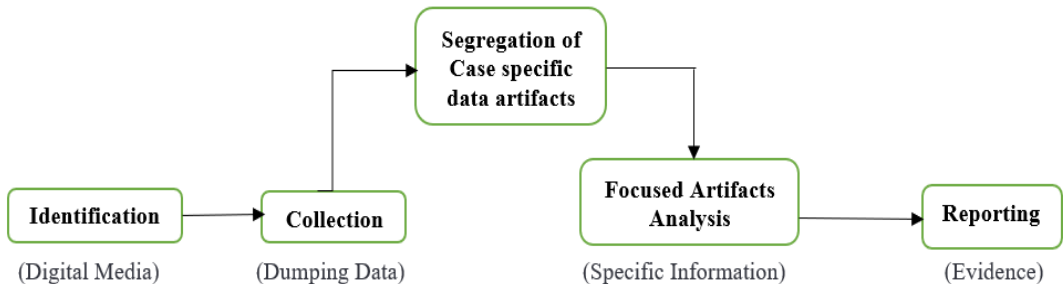 Segregation of
Case specific
data artifacts
Identification
Collection
Focused Artifacts
Analysis
Reporting
(Digital Media)
(Dumping Data)
(Specific Information)
(Evidence)